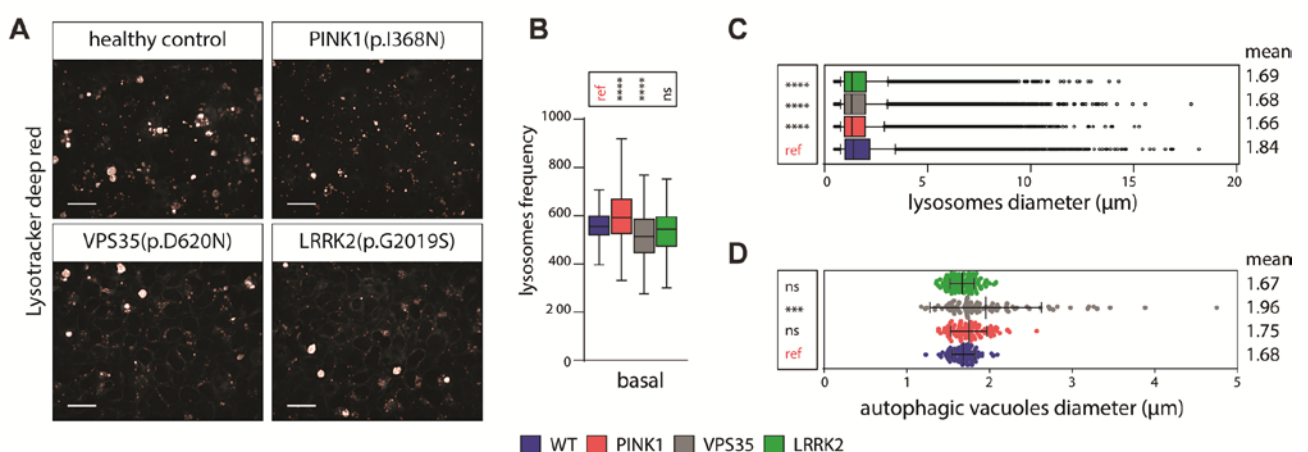 A
healthy control
PINK1(p.I368N)
VPS35(p.D620N)
LRRK2(p.G2019S)
Lysotracker deep red
B
ref
****
****
ns
lysosomes frequency
1000
800
600
400
200
0
basal
C
mean
**** 1.69
**** 1.68
**** 1.66
ref 1.84
0 5 10 15 20
lysosomes diameter (μm)
D
mean
ns 1.67
*** 1.96
ns 1.75
ref 1.68
0 1 2 3 4 5
autophagic vacuoles diameter (μm)
WT PINK1 VPS35 LRRK2